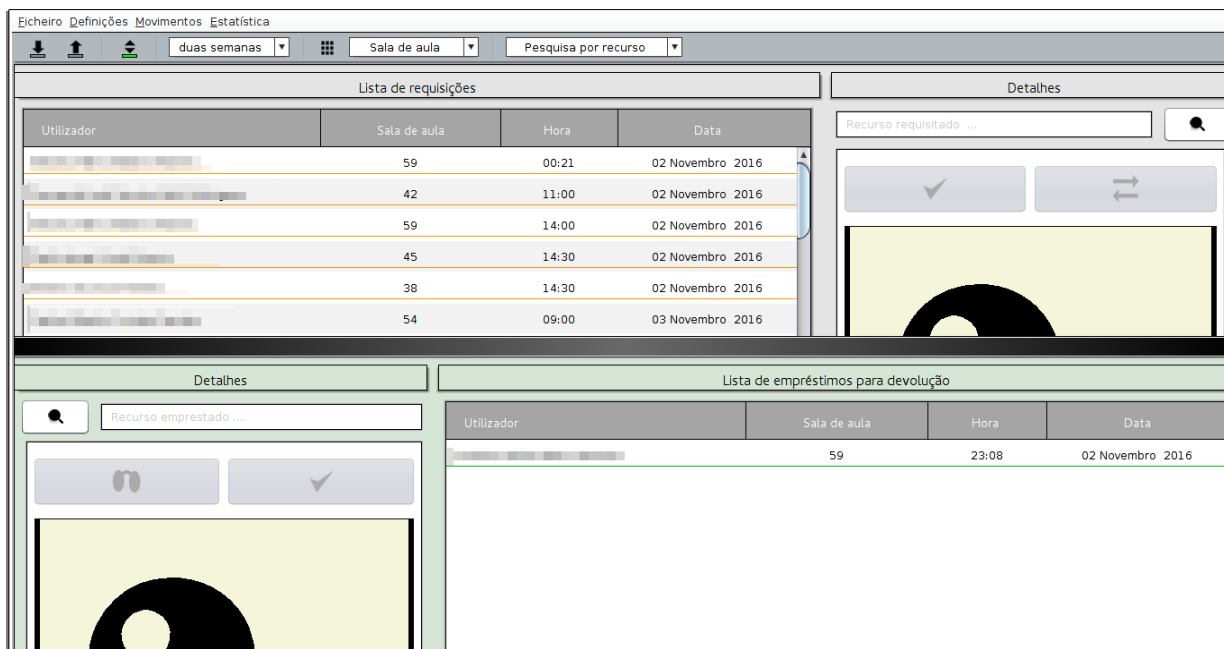 Ficheiro Definições Movimentos Estatística
duas semanas Sala de aula Pesquisa por recurso
Lista de requisições Detalhes
Utilizador Sala de aula Hora Data
Recurso requisitado ...
59 00:21 02 Novembro 2016
42 11:00 02 Novembro 2016
59 14:00 02 Novembro 2016
45 14:30 02 Novembro 2016
38 14:30 02 Novembro 2016
54 09:00 03 Novembro 2016
Detalhes Lista de empréstimos para devolução
Recurso emprestado ...
Utilizador Sala de aula Hora Data
59 23:08 02 Novembro 2016